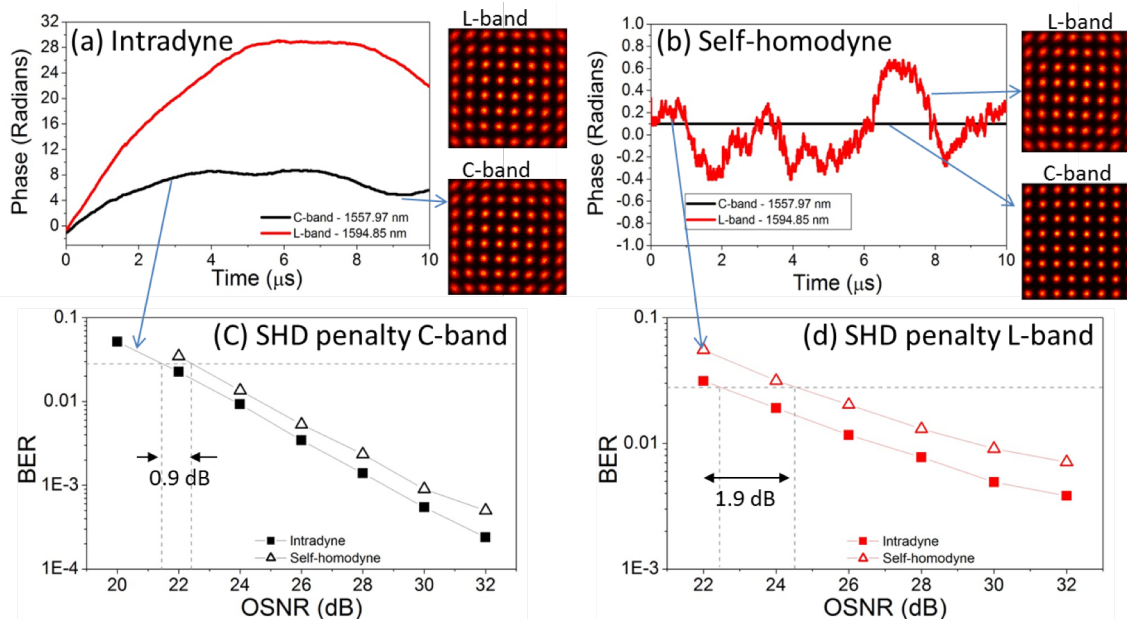 (a) Intradyne
32
28
24
20
16
12
8
4
0
Phase (Radians)
0 2 4 6 8 10
Time (μs)
C-band - 1557.97 nm
L-band - 1594.85 nm
L-band
C-band
(b) Self-homodyne
1.0
0.8
0.6
0.4
0.2
0.0
-0.2
-0.4
-0.6
-0.8
-1.0
Phase (Radians)
0 2 4 6 8 10
Time (μs)
C-band - 1557.97 nm
L-band - 1594.85 nm
L-band
C-band
(C) SHD penalty C-band
0.1
0.01
1E-3
1E-4
BER
0.9 dB
Intradyne
Self-homodyne
20 22 24 26 28 30 32
OSNR (dB)
(d) SHD penalty L-band
0.1
0.01
1E-3
BER
1.9 dB
Intradyne
Self-homodyne
22 24 26 28 30 32
OSNR (dB)